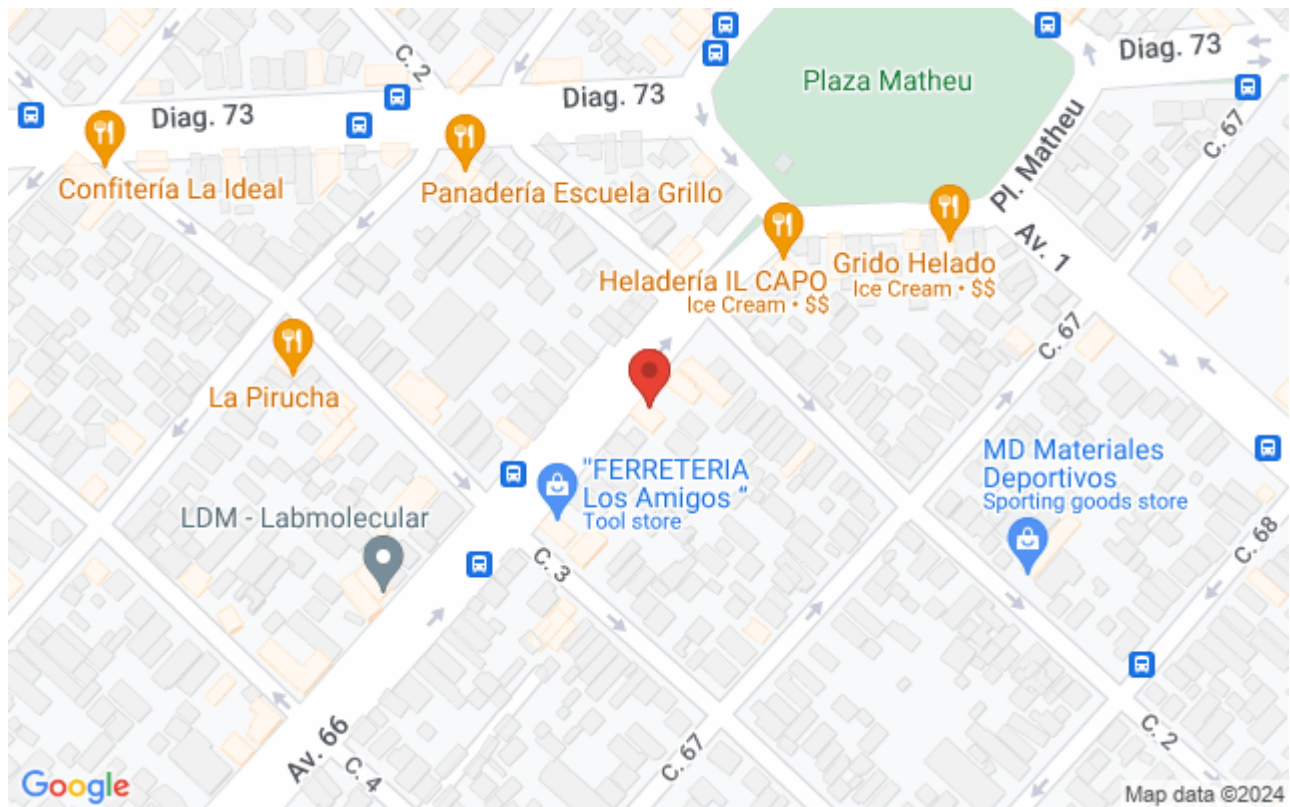 C. 2
Diag. 73
Diag. 73
Plaza Matheu
Diag. 73
C. 67
Pl. Matheu
Confitería La Ideal
Panadería Escuela Grillo
Av. 1
Heladería IL CAPO
Ice Cream • $$
Grido Helado
Ice Cream • $$
C. 67
La Pirucha
"FERRETERIA
Los Amigos "
Tool store
MD Materiales
Deportivos
Sporting goods store
LDM - Labmolecular
C. 3
C. 68
Av. 66
C. 4
C. 67
C. 2
Google
Map data ©2024